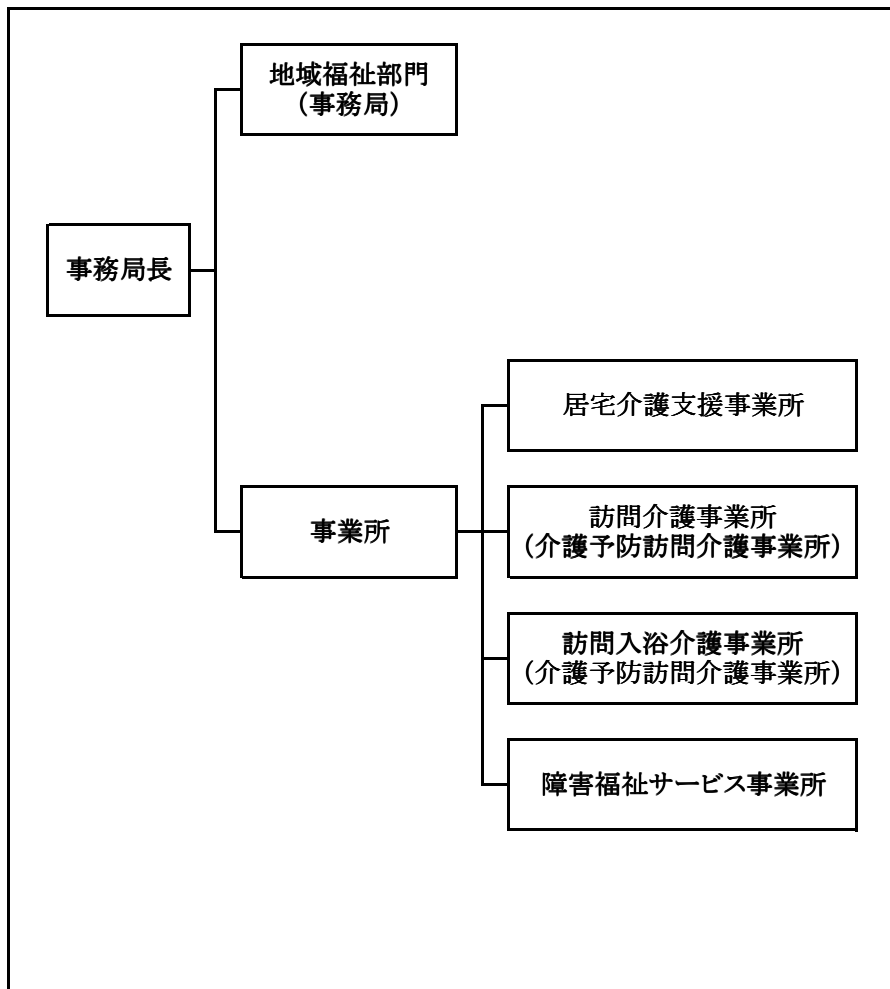 地域福祉部門
（事務局）
事務局長
居宅介護支援事業所
事業所
訪問介護事業所
（介護予防訪問介護事業所）
訪問入浴介護事業所
（介護予防訪問介護事業所）
障害福祉サービス事業所